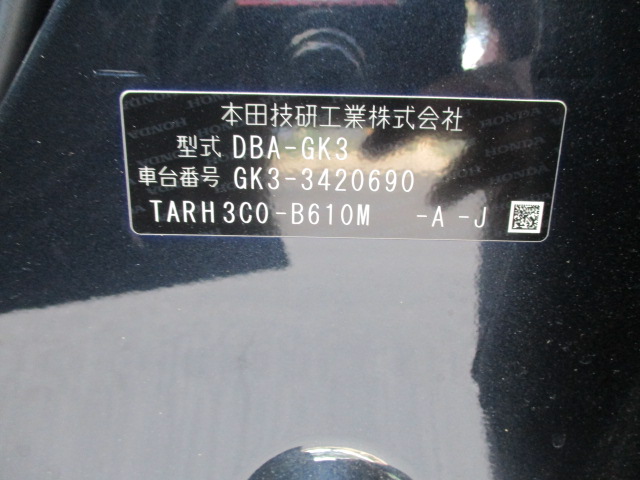 本田技研工業株式会社
型式 DBA-GK3
車台番号 GK3-3420690
TARH3C0-B610M -A -J